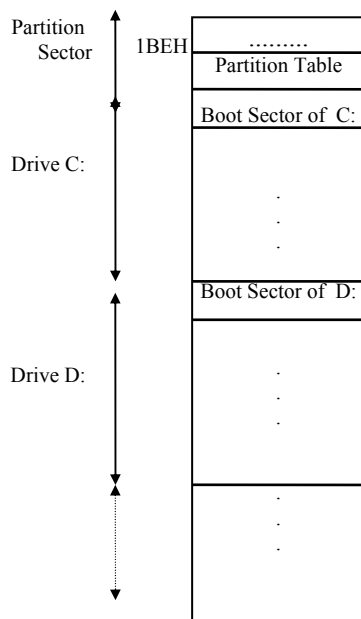 Partition
Sector
1BEH
.........
Partition Table
Boot Sector of C:
Drive C:
.
.
.
Boot Sector of D:
Drive D:
.
.
.
.
.
.